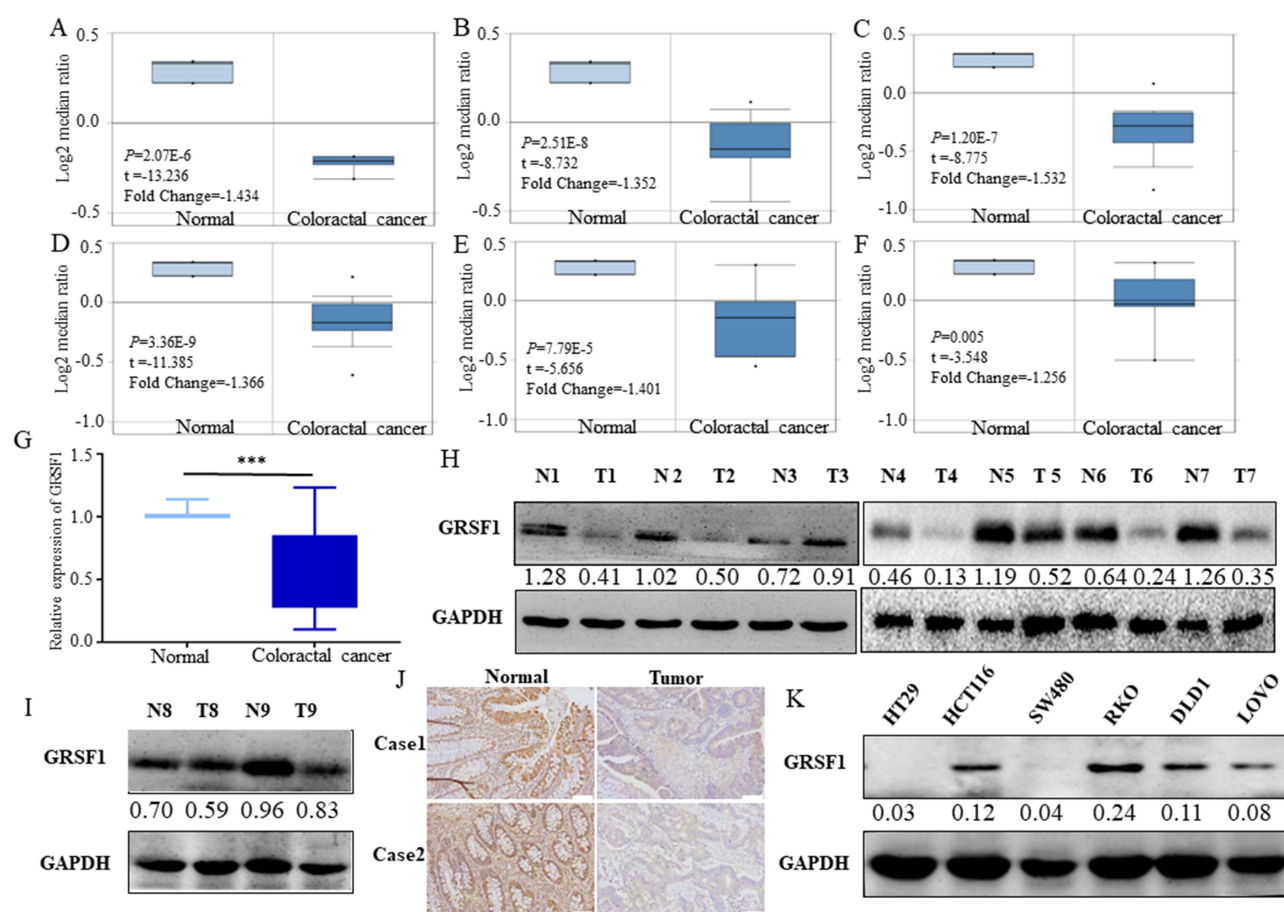 A
Log2 median ratio
0.5
0.0
-0.5
P=2.07E-6
t =-13.236
Fold Change=-1.434
Normal
Coloractal cancer
B
Log2 median ratio
0.5
0.0
-0.5
P=2.51E-8
t =-8.732
Fold Change=-1.352
Normal
Coloractal cancer
C
Log2 median ratio
0.5
0.0
-0.5
-1.0
P=1.20E-7
t =-8.775
Fold Change=-1.532
Normal
Coloractal cancer
D
Log2 median ratio
0.5
0.0
-0.5
-1.0
P=3.36E-9
t =-11.385
Fold Change=-1.366
Normal
Coloractal cancer
E
Log2 median ratio
0.5
0.0
-0.5
-1.0
P=7.79E-5
t =-5.656
Fold Change=-1.401
Normal
Coloractal cancer
F
Log2 median ratio
0.5
0.0
-0.5
-1.0
P=0.005
t =-3.548
Fold Change=-1.256
Normal
Coloractal cancer
G
Relative expression of GRSF1
1.5
1.0
0.5
0.0
***
Normal
Coloractal cancer
H
N1 T1 N 2 T2 N3 T3 N4 T4 N5 T 5 N6 T6 N7 T7
GRSF1
1.28 0.41 1.02 0.50 0.72 0.91 0.46 0.13 1.19 0.52 0.64 0.24 1.26 0.35
GAPDH
I
N8 T8 N9 T9
GRSF1
0.70 0.59 0.96 0.83
GAPDH
J
Normal Tumor
Case1
Case2
K
HT29 HCT116 SW480 RKO DLD1 LOVO
GRSF1
0.03 0.12 0.04 0.24 0.11 0.08
GAPDH